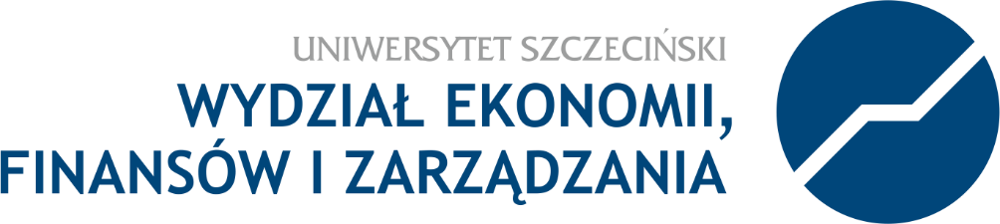 UNIWERSYTET SZCZECIŃSKI
WYDZIAŁ EKONOMII,
FINANSÓW I ZARZĄDZANIA